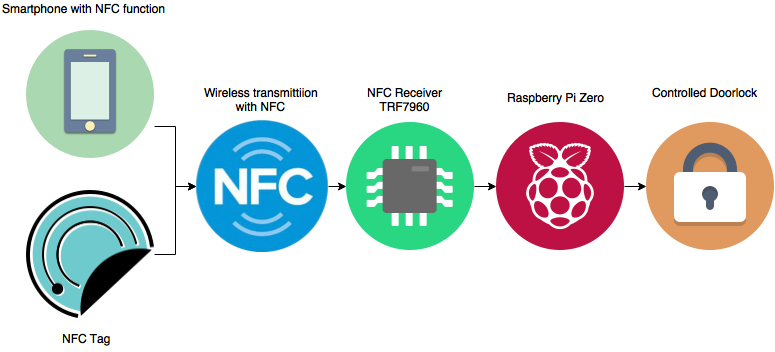 Smartphone with NFC function
Wireless transmittiion
with NFC
NFC Receiver
TRF7960
Raspberry Pi Zero
Controlled Doorlock
NFC
NFC Tag